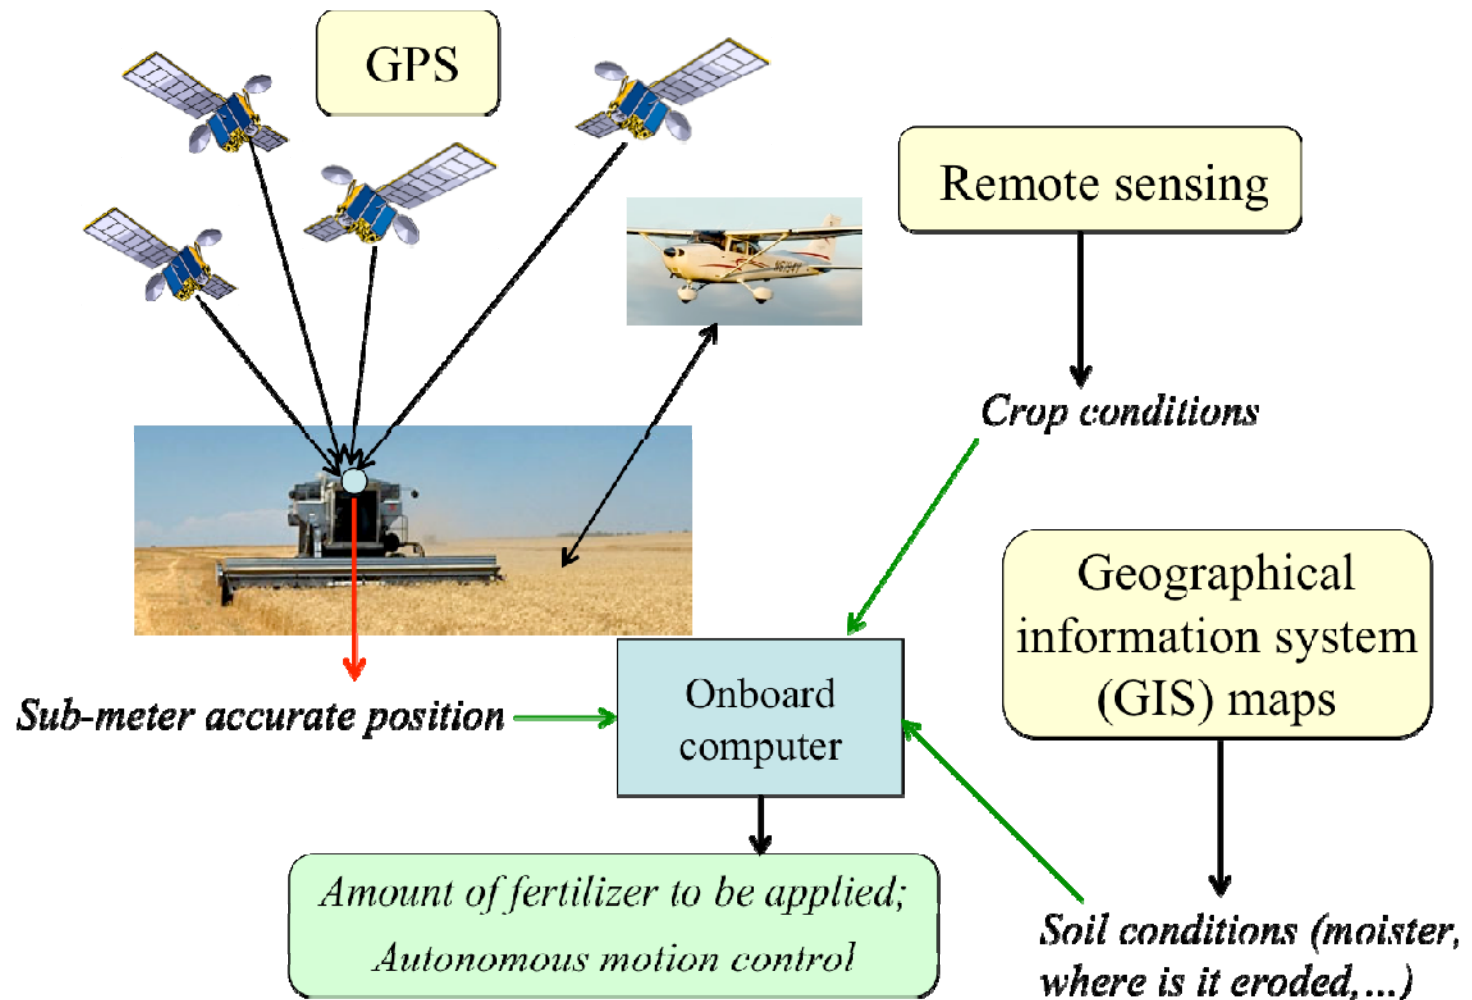 GPS
Remote sensing
Crop conditions
Geographical
information system
(GIS) maps
Sub-meter accurate position
Onboard
computer
Amount of fertilizer to be applied;
Autonomous motion control
Soil conditions (moister,
where is it eroded,...)